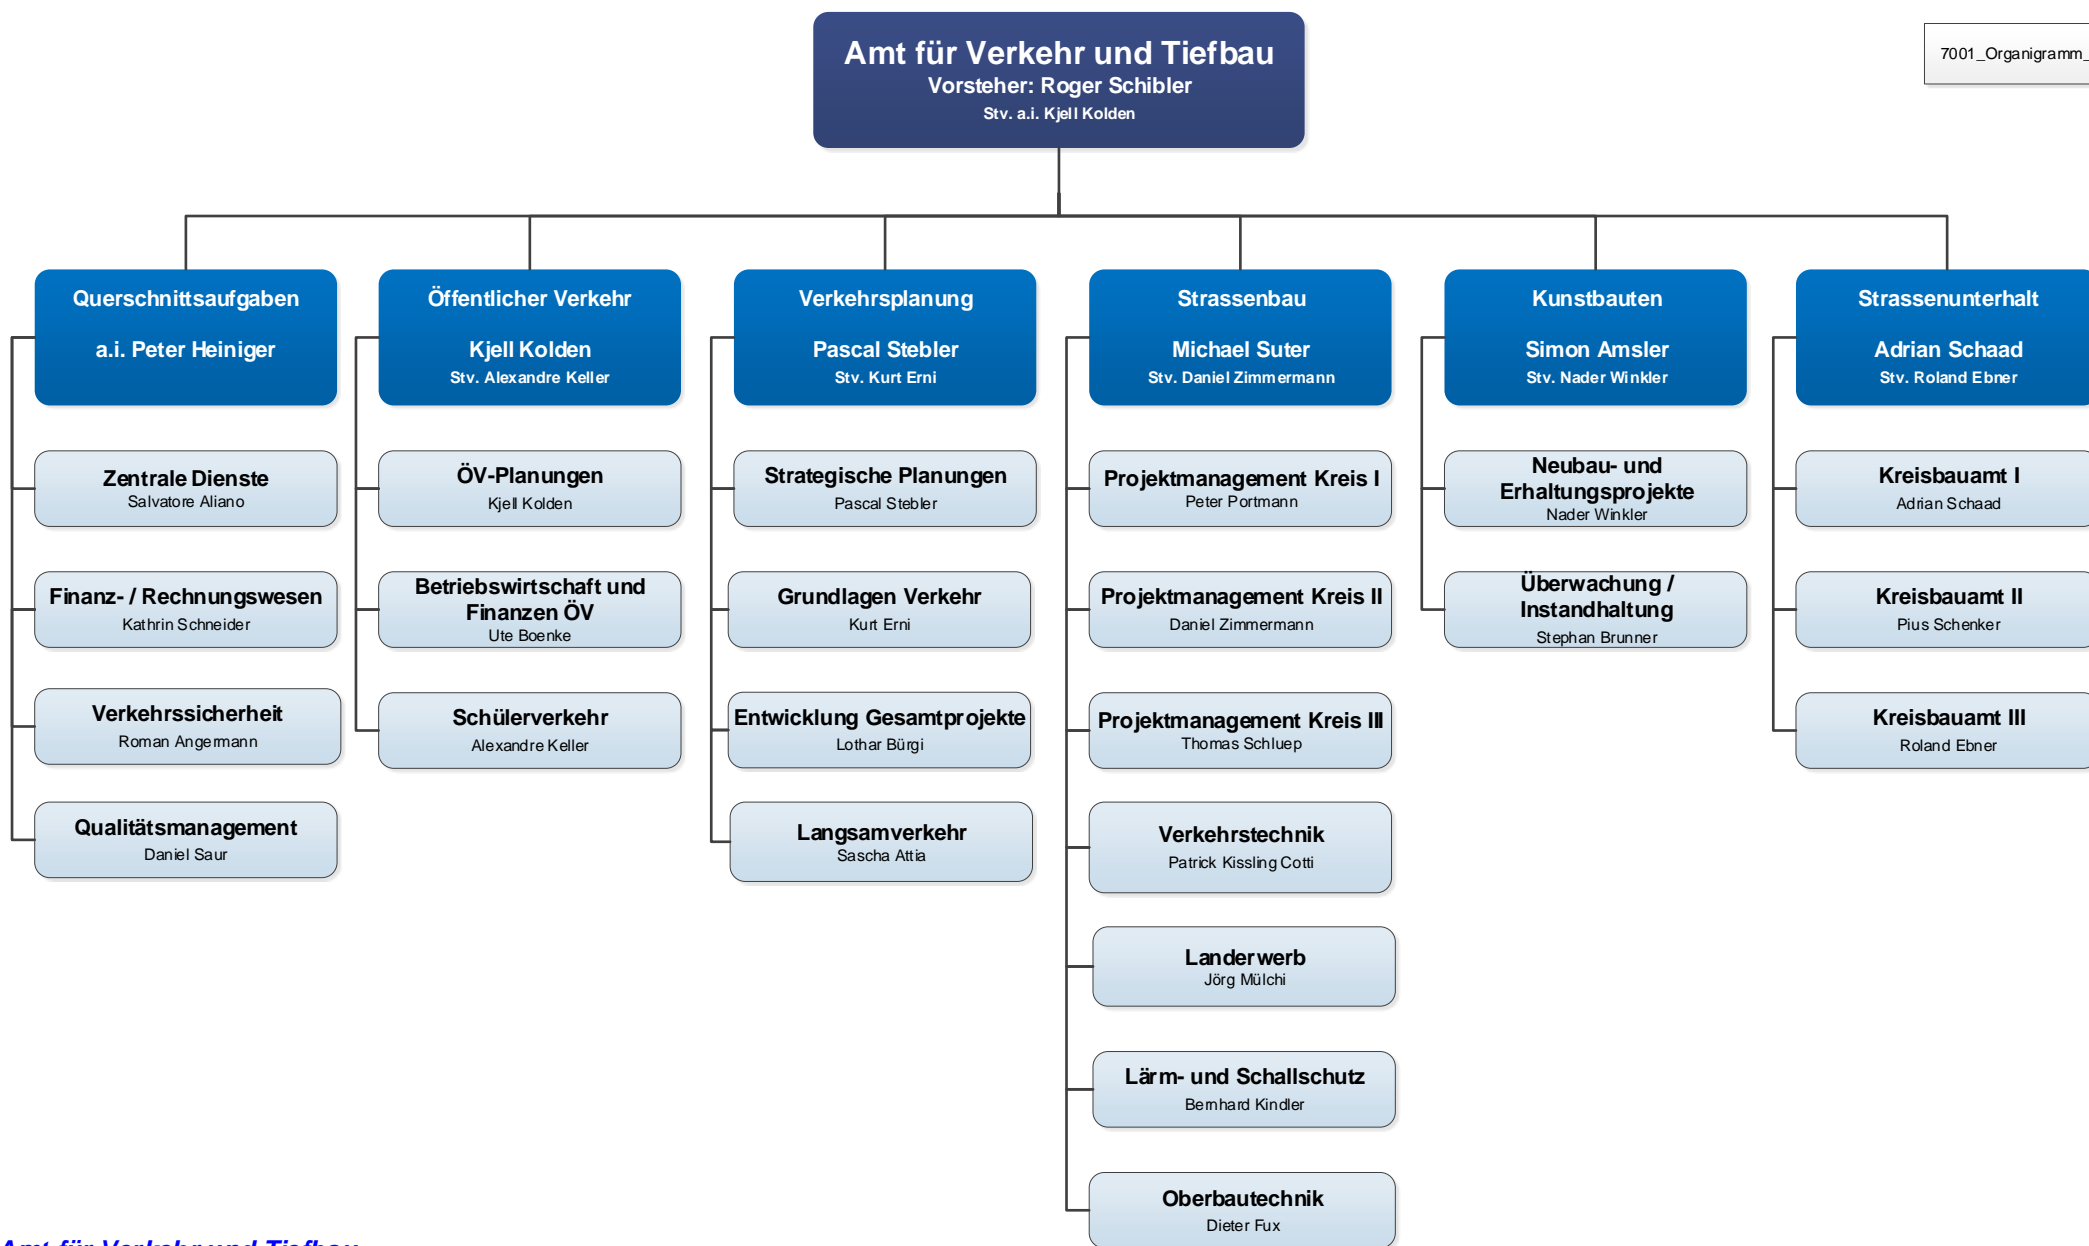 Amt für Verkehr und Tiefbau
Vorsteher: Roger Schibler
Stv. a.i. Kjell Kolden
7001_Organigramm_
Querschnittsaufgaben
a.i. Peter Heiniger
Zentrale Dienste
Salvatore Aliano
Finanz- / Rechnungswesen
Kathrin Schneider
Verkehrssicherheit
Roman Angermann
Qualitätsmanagement
Daniel Saur
Öffentlicher Verkehr
Kjell Kolden
Stv. Alexandre Keller
ÖV-Planungen
Kjell Kolden
Betriebswirtschaft und
Finanzen ÖV
Ute Boenke
Schülerverkehr
Alexandre Keller
Verkehrsplanung
Pascal Stebler
Stv. Kurt Erni
Strategische Planungen
Pascal Stebler
Grundlagen Verkehr
Kurt Erni
Entwicklung Gesamtprojekte
Lothar Bürgi
Langsamverkehr
Sascha Attia
Strassenbau
Michael Suter
Stv. Daniel Zimmermann
Projektmanagement Kreis I
Peter Portmann
Projektmanagement Kreis II
Daniel Zimmermann
Projektmanagement Kreis III
Thomas Schluep
Verkehrstechnik
Patrick Kissling Cotti
Landerwerb
Jörg Mülchi
Lärm- und Schallschutz
Bernhard Kindler
Oberbautechnik
Dieter Fux
Kunstbauten
Simon Amsler
Stv. Nader Winkler
Neubau- und
Erhaltungsprojekte
Nader Winkler
Überwachung /
Instandhaltung
Stephan Brunner
Strassenunterhalt
Adrian Schaad
Stv. Roland Ebner
Kreisbauamt I
Adrian Schaad
Kreisbauamt II
Pius Schenker
Kreisbauamt III
Roland Ebner
Amt für Verkehr und Tiefbau